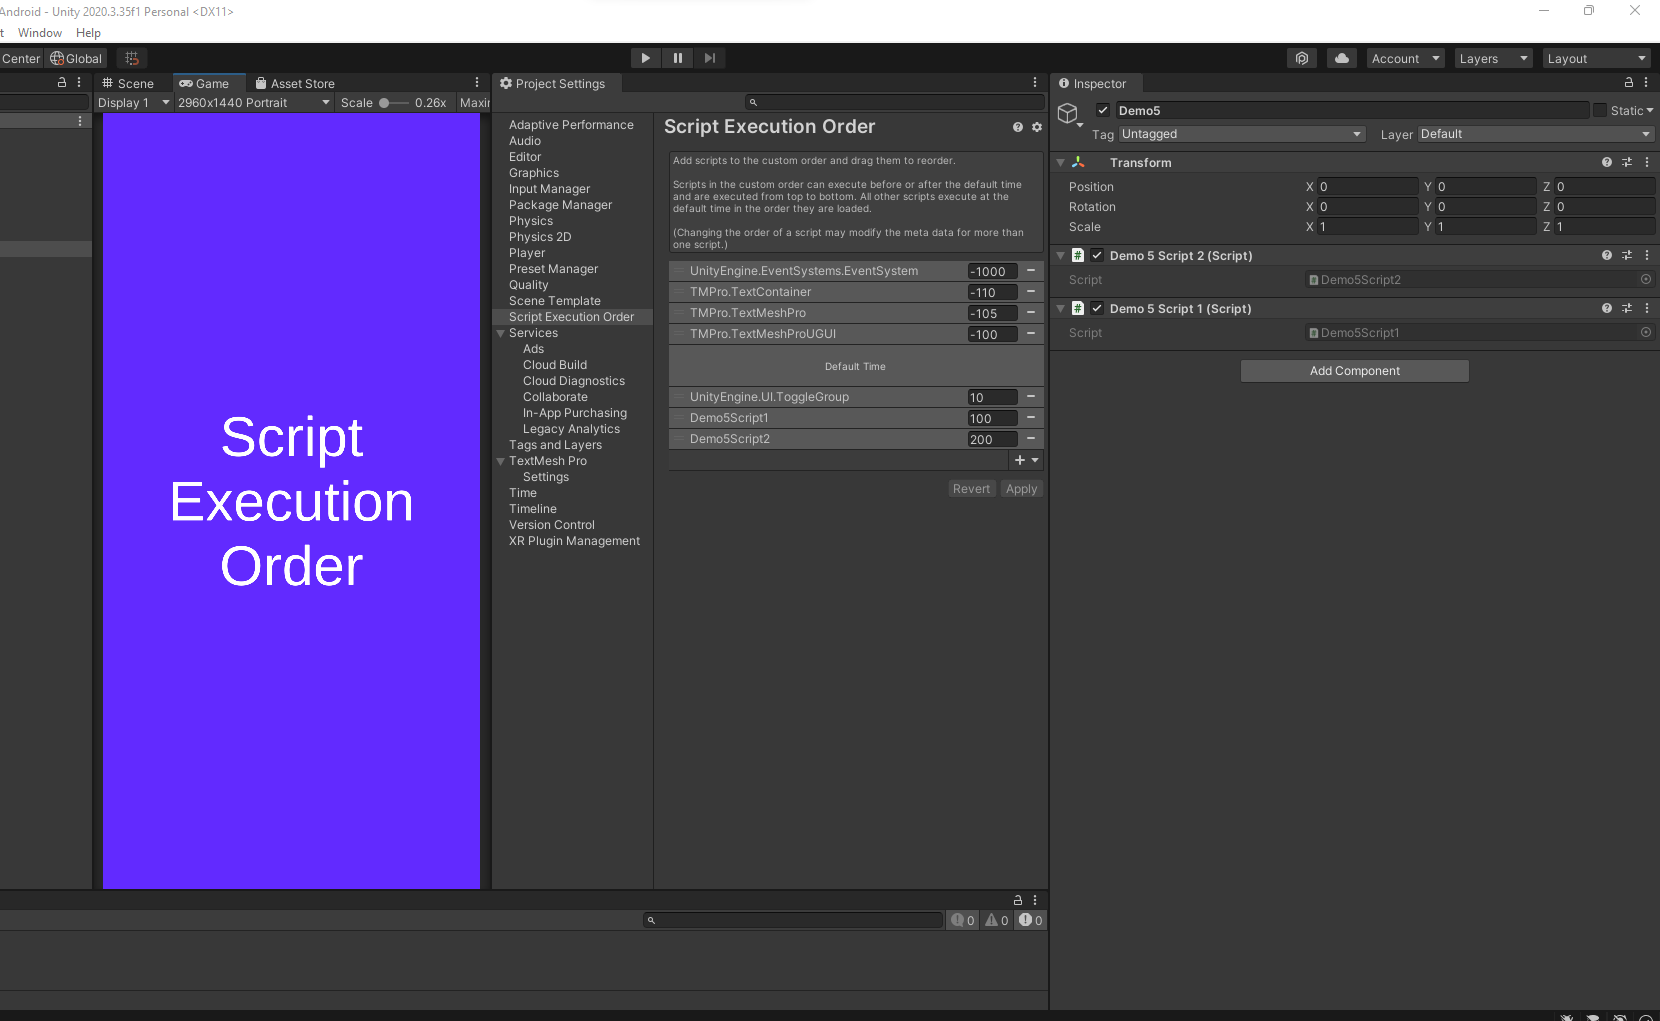 Android - Unity 2020.3.35f1 Personal <DX11>
t Window Help
Center Global
Account Layers Layout
Scene Game Asset Store
Display 1 2960x1440 Portrait Scale 0.26x Maxin
Script
Execution
Order
Project Settings
Adaptive Performance
Audio
Editor
Graphics
Input Manager
Package Manager
Physics
Physics 2D
Player
Preset Manager
Quality
Scene Template
Script Execution Order
Services
Ads
Cloud Build
Cloud Diagnostics
Collaborate
In-App Purchasing
Legacy Analytics
Tags and Layers
TextMesh Pro
Settings
Time
Timeline
Version Control
XR Plugin Management
Script Execution Order
Add scripts to the custom order and drag them to reorder.
Scripts in the custom order can execute before or after the default time
and are executed from top to bottom. All other scripts execute at the
default time in the order they are loaded.
(Changing the order of a script may modify the meta data for more than
one script.)
UnityEngine.EventSystems.EventSystem -1000
TMPro.TextContainer -110
TMPro.TextMeshPro -105
TMPro.TextMeshProUGUI -100
Default Time
UnityEngine.UI.ToggleGroup 10
Demo5Script1 100
Demo5Script2 200
Revert Apply
0 0 0
Inspector
Demo5 Static
Tag Untagged Layer Default
Transform
Position X 0 Y 0 Z 0
Rotation X 0 Y 0 Z 0
Scale X 1 Y 1 Z 1
# Demo 5 Script 2 (Script)
Script Demo5Script2
# Demo 5 Script 1 (Script)
Script Demo5Script1
Add Component